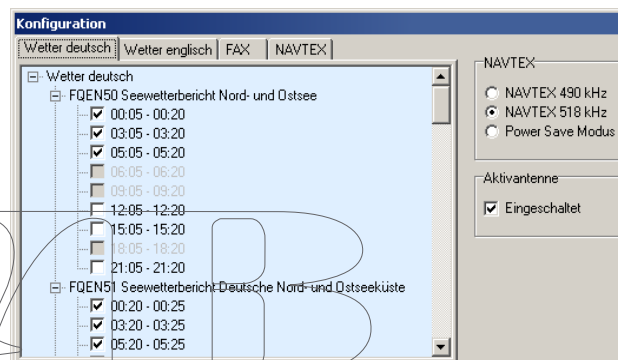 Konfiguration
Wetter deutsch Wetter englisch FAX NAVTEX
Wetter deutsch
FQEN50 Seewetterbericht Nord- und Ostsee
00:05 - 00:20
03:05 - 03:20
05:05 - 05:20
06:05 - 06:20
09:05 - 09:20
12:05 - 12:20
15:05 - 15:20
18:05 - 18:20
21:05 - 21:20
FQEN51 Seewetterbericht Deutsche Nord- und Ostseeküste
00:20 - 00:25
03:20 - 03:25
05:20 - 05:25
NAVTEX
NAVTEX 490 kHz
NAVTEX 518 kHz
Power Save Modus
Aktivantenne
Eingeschaltet